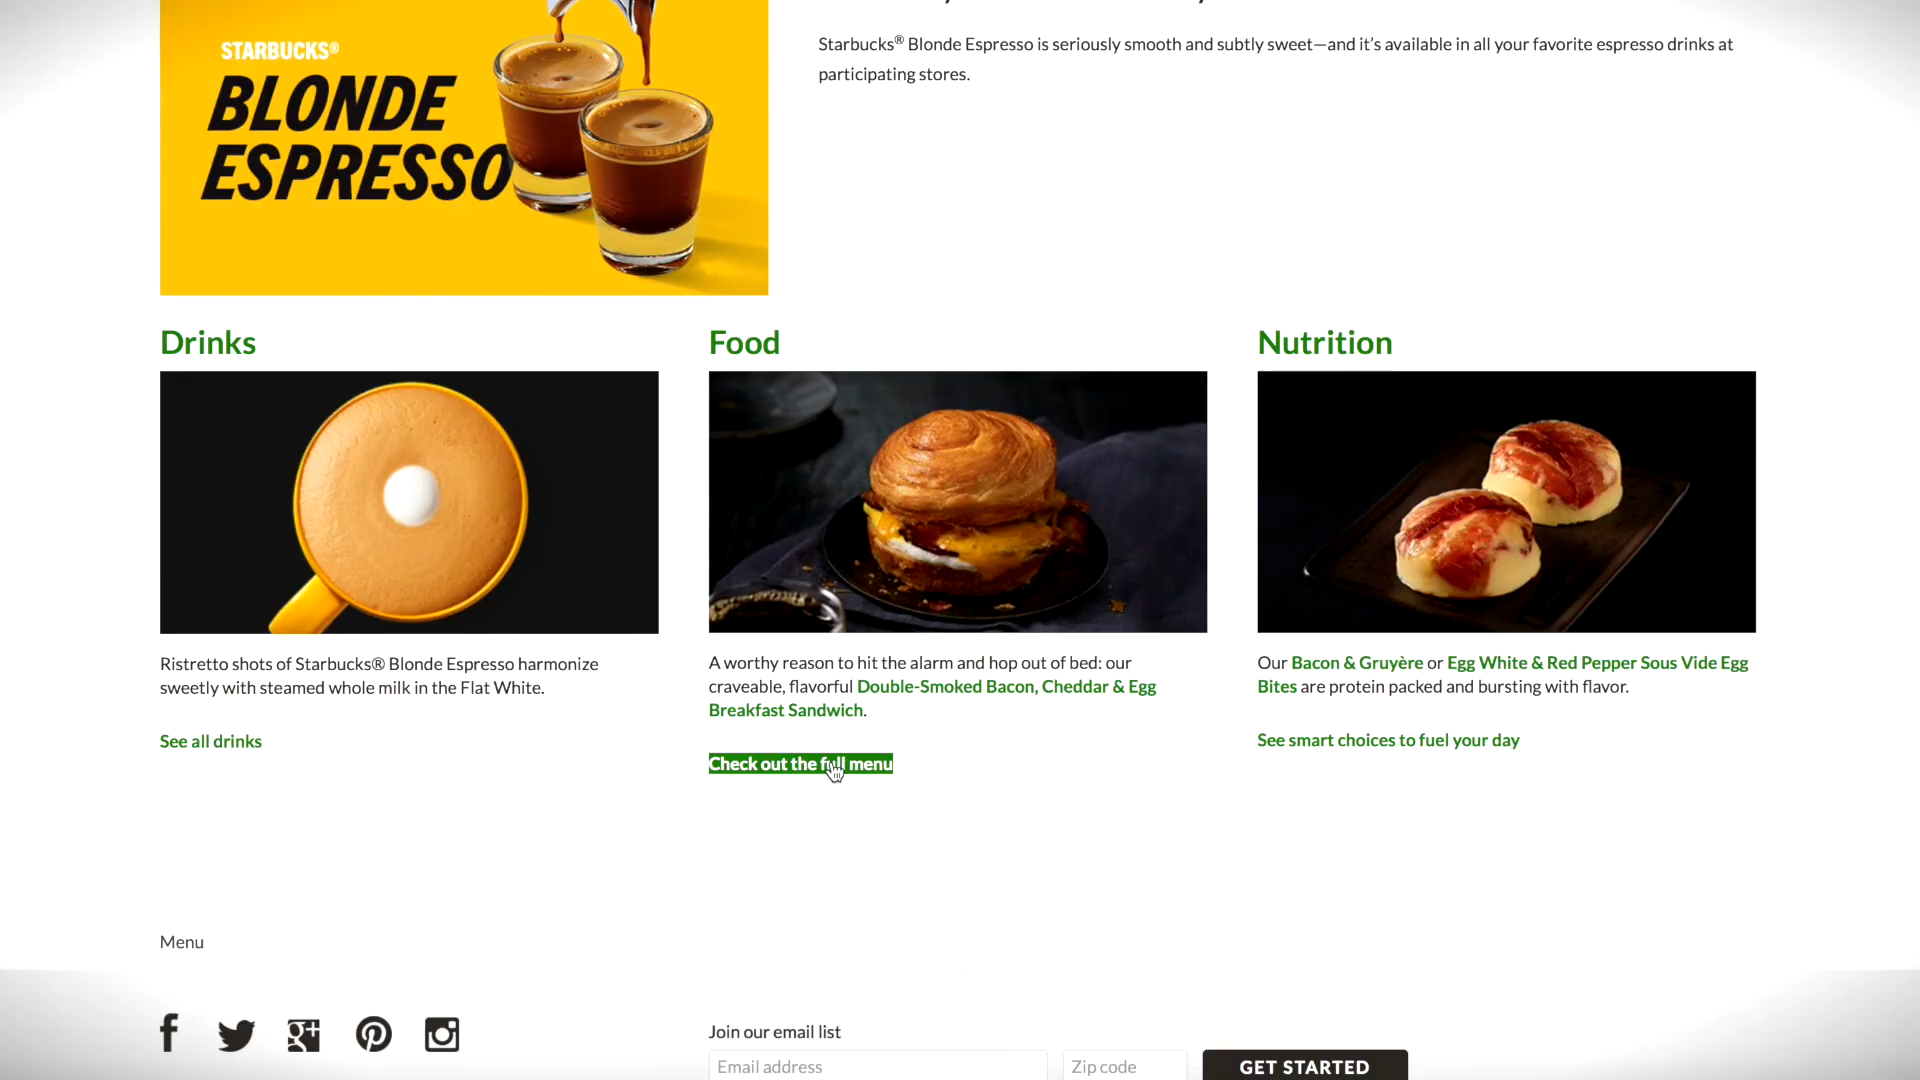 Starbucks® Blonde Espresso is seriously smooth and subtly sweet—and it's available in all your favorite espresso drinks at
participating stores.
STARBUCKS®
BLONDE
ESPRESSO
Drinks
Ristretto shots of Starbucks® Blonde Espresso harmonize
sweetly with steamed whole milk in the Flat White.
See all drinks
Food
A worthy reason to hit the alarm and hop out of bed: our
craveable, flavorful Double-Smoked Bacon, Cheddar & Egg
Breakfast Sandwich.
Check out the full menu
Nutrition
Our Bacon & Gruyère or Egg White & Red Pepper Sous Vide Egg
Bites are protein packed and bursting with flavor.
See smart choices to fuel your day
Menu
Join our email list
Email address
Zip code
GET STARTED